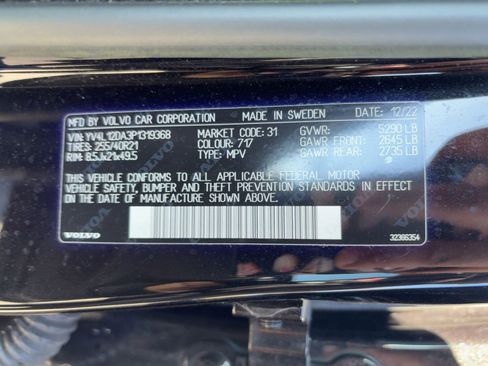 MFD BY VOLVO CAR CORPORATION MADE IN SWEDEN DATE: 12/22
VIN: YV4L12DA3P1319368 MARKET CODE: 31 GVWR: 5290 LB
TIRES: 255/40R21 COLOUR: 717 GAWR FRONT: 2645 LB
RIM: 8.5Jx21x49.5 TYPE: MPV GAWR REAR: 2735 LB
THIS VEHICLE CONFORMS TO ALL APPLICABLE FEDERAL MOTOR
VEHICLE SAFETY, BUMPER AND THEFT PREVENTION STANDARDS IN EFFECT
ON THE DATE OF MANUFACTURE SHOWN ABOVE.
VOLVO 32366354